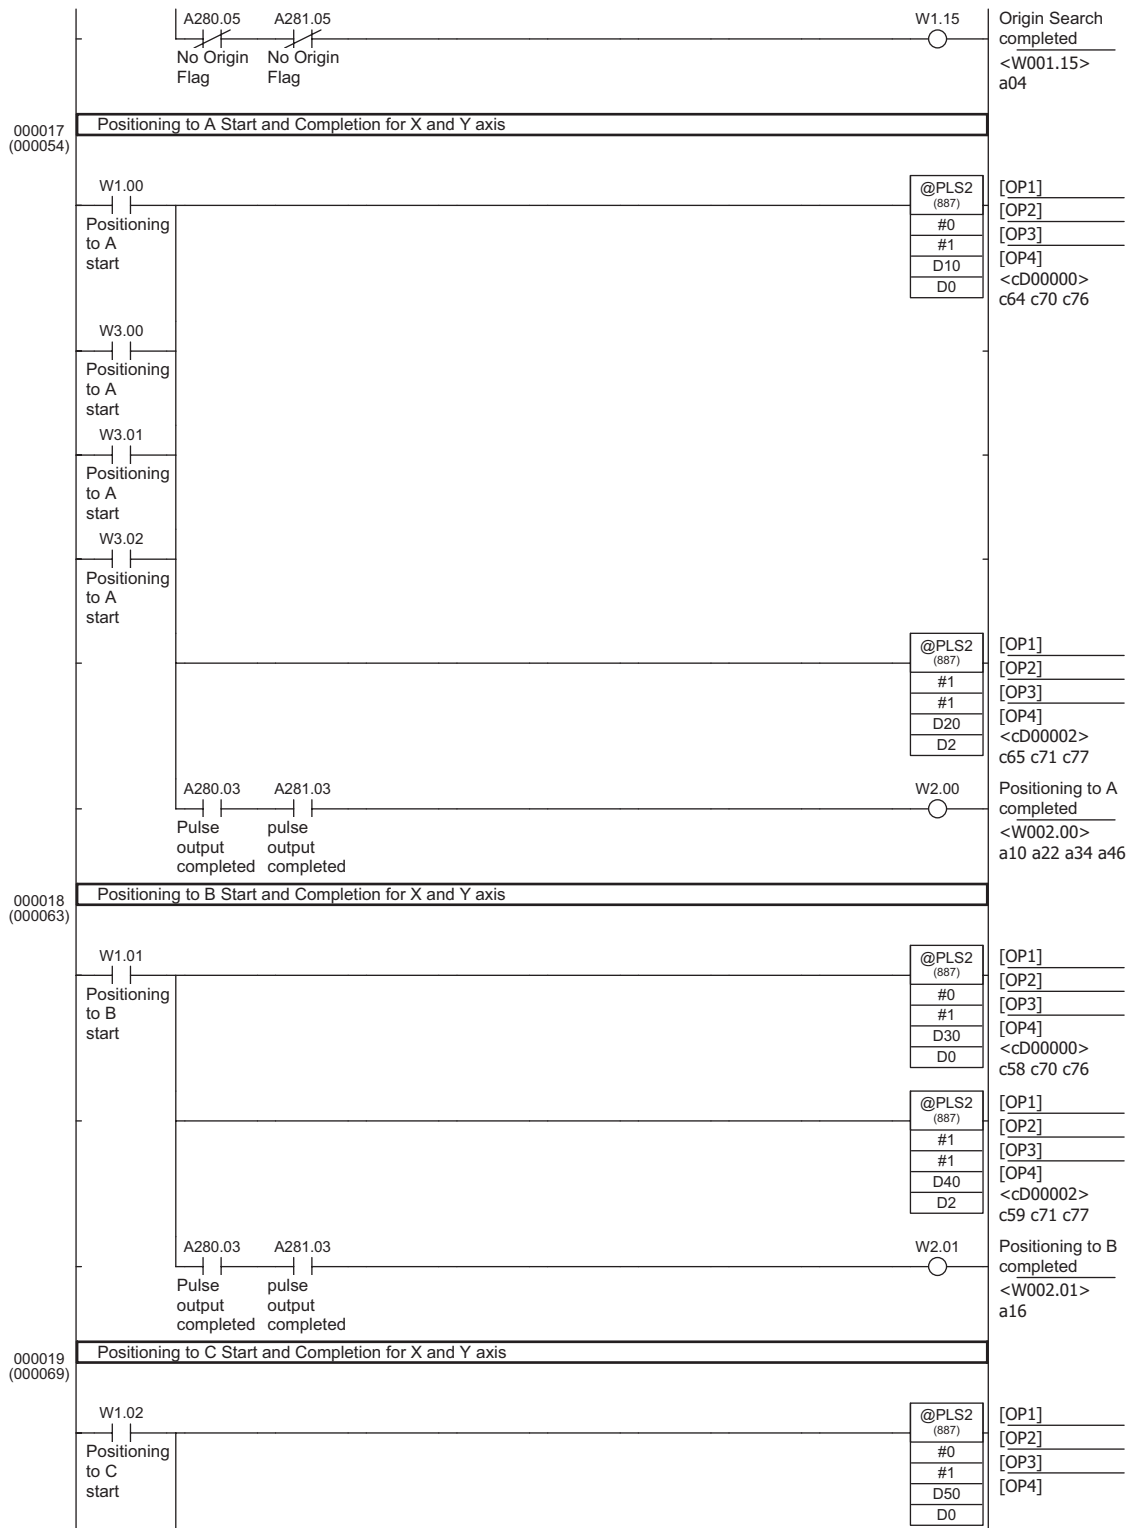 A280.05 A281.05 W1.15 Origin Search
completed
No Origin No Origin <W001.15>
Flag Flag a04
000017 Positioning to A Start and Completion for X and Y axis
(000054)
W1.00 @PLS2 [OP1]
(887) [OP2]
Positioning #0 [OP3]
to A #1 [OP4]
start D10 <cD00000>
D0 c64 c70 c76
W3.00
Positioning
to A
start
W3.01
Positioning
to A
start
W3.02
Positioning
to A
start
@PLS2 [OP1]
(887) [OP2]
#1 [OP3]
#1 [OP4]
D20 <cD00002>
D2 c65 c71 c77
A280.03 A281.03 W2.00 Positioning to A
completed
Pulse pulse <W002.00>
output output a10 a22 a34 a46
completed completed
000018 Positioning to B Start and Completion for X and Y axis
(000063)
W1.01 @PLS2 [OP1]
(887) [OP2]
Positioning #0 [OP3]
to B #1 [OP4]
start D30 <cD00000>
D0 c58 c70 c76
@PLS2 [OP1]
(887) [OP2]
#1 [OP3]
#1 [OP4]
D40 <cD00002>
D2 c59 c71 c77
A280.03 A281.03 W2.01 Positioning to B
completed
Pulse pulse <W002.01>
output output a16
completed completed
000019 Positioning to C Start and Completion for X and Y axis
(000069)
W1.02 @PLS2 [OP1]
(887) [OP2]
Positioning #0 [OP3]
to C #1 [OP4]
start D50
D0